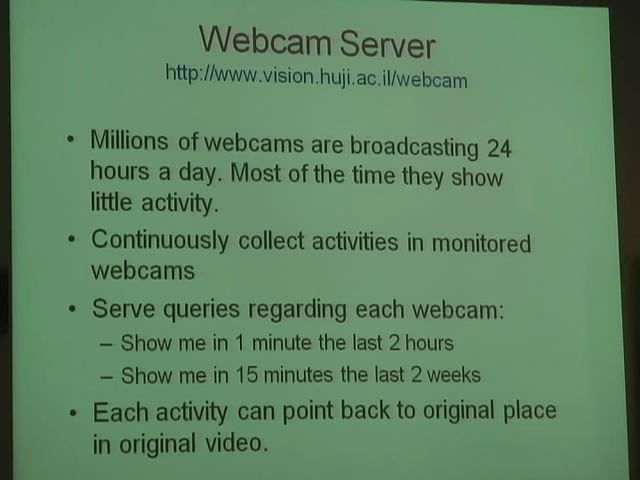 Webcam Server
http://www.vision.huji.ac.il/webcam
• Millions of webcams are broadcasting 24
hours a day. Most of the time they show
little activity.
• Continuously collect activities in monitored
webcams
• Serve queries regarding each webcam:
– Show me in 1 minute the last 2 hours
– Show me in 15 minutes the last 2 weeks
• Each activity can point back to original place
in original video.